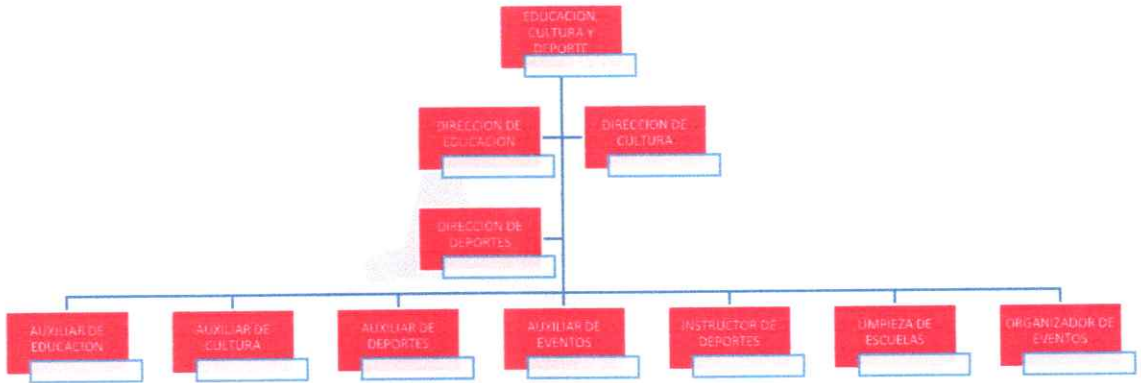 EDUCACION,
CULTURA Y
DEPORTE
DIRECCION DE
EDUCACION
DIRECCION DE
CULTURA
DIRECCION DE
DEPORTES
AUXILIAR DE
EDUCACION
AUXILIAR DE
CULTURA
AUXILIAR DE
DEPORTES
AUXILIAR DE
EVENTOS
INSTRUCTOR DE
DEPORTES
LIMPIEZA DE
ESCUELAS
ORGANIZADOR DE
EVENTOS